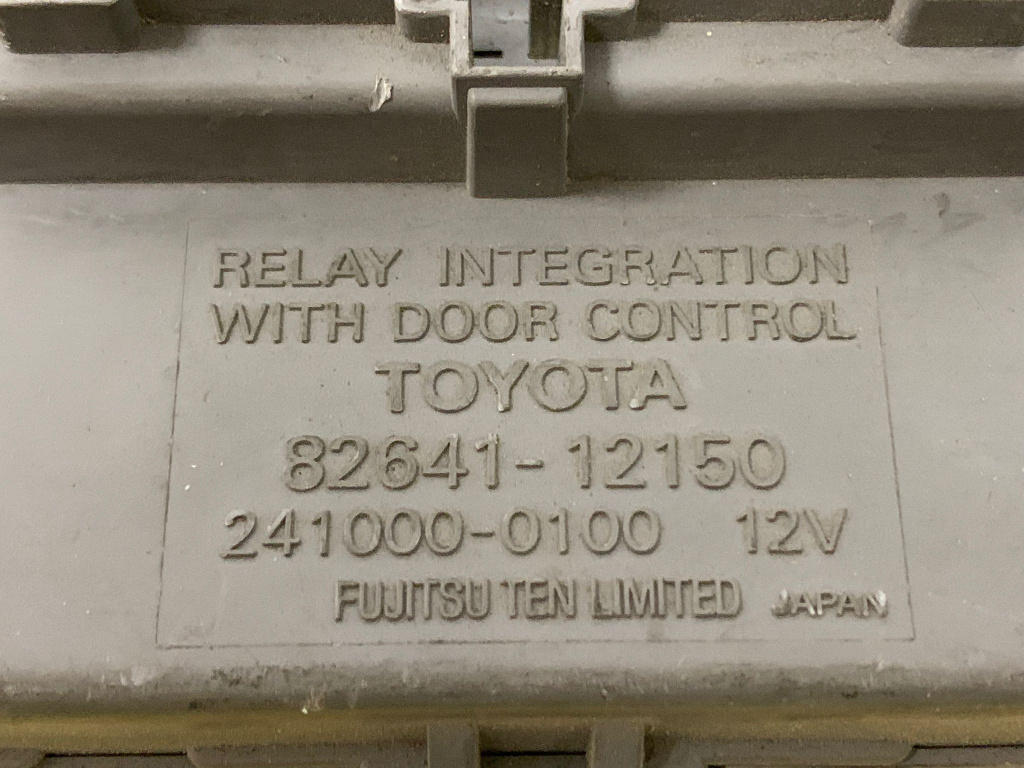 RELAY INTEGRATION
WITH DOOR CONTROL
TOYOTA
82641-12150
241000-0100 12V
FUJITSU TEN LIMITED JAPAN